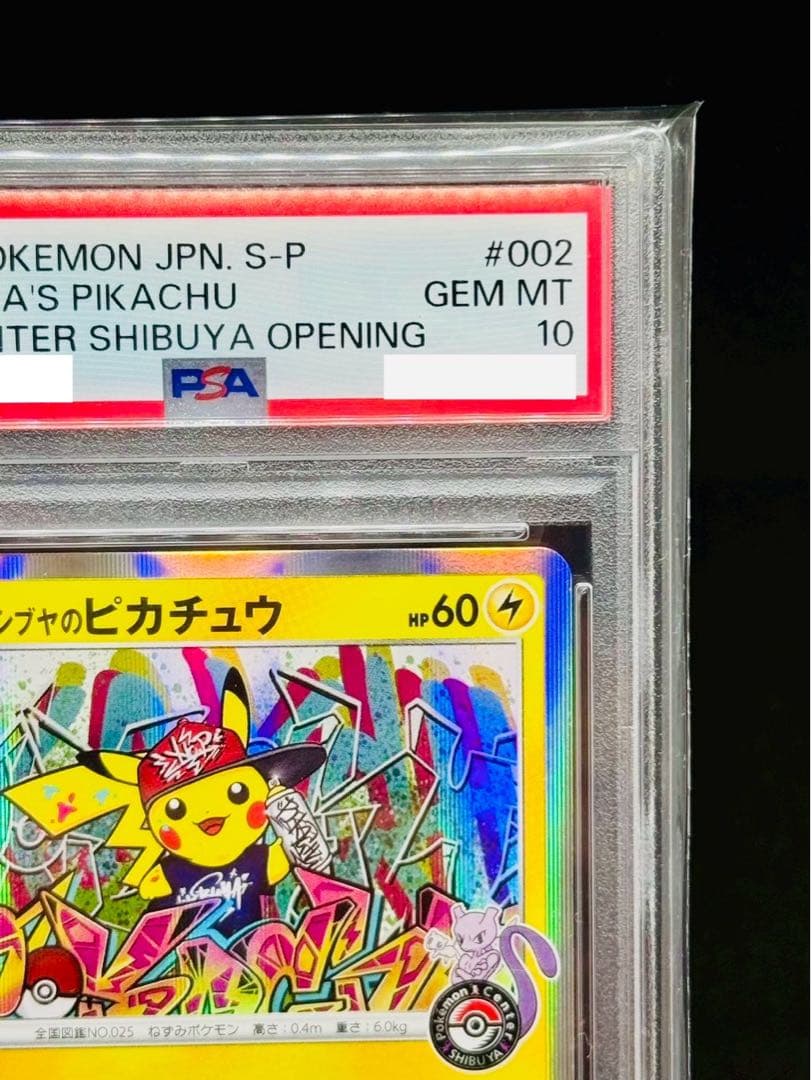 OKEMON JPN. S-P #002
A'S PIKACHU GEM MT
NTER SHIBUYA OPENING 10
PSA
シブヤのピカチュウ HP60
全国図鑑NO.025 ねずみポケモン 高さ:0.4m 重さ:6.0kg
Pokémon Center
SHIBUYA